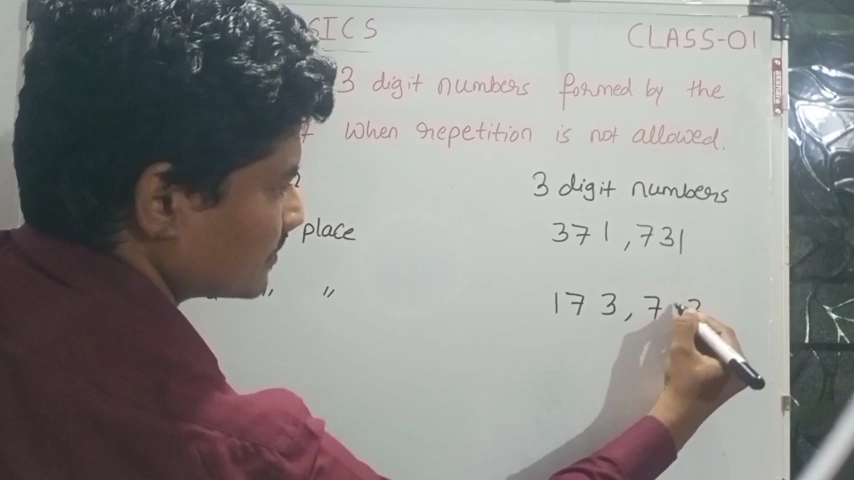 SICS
CLASS-01
3 digit numbers formed by the
7 when repetition is not allowed.
3 digit numbers
place
371, 731
" "
173, 7